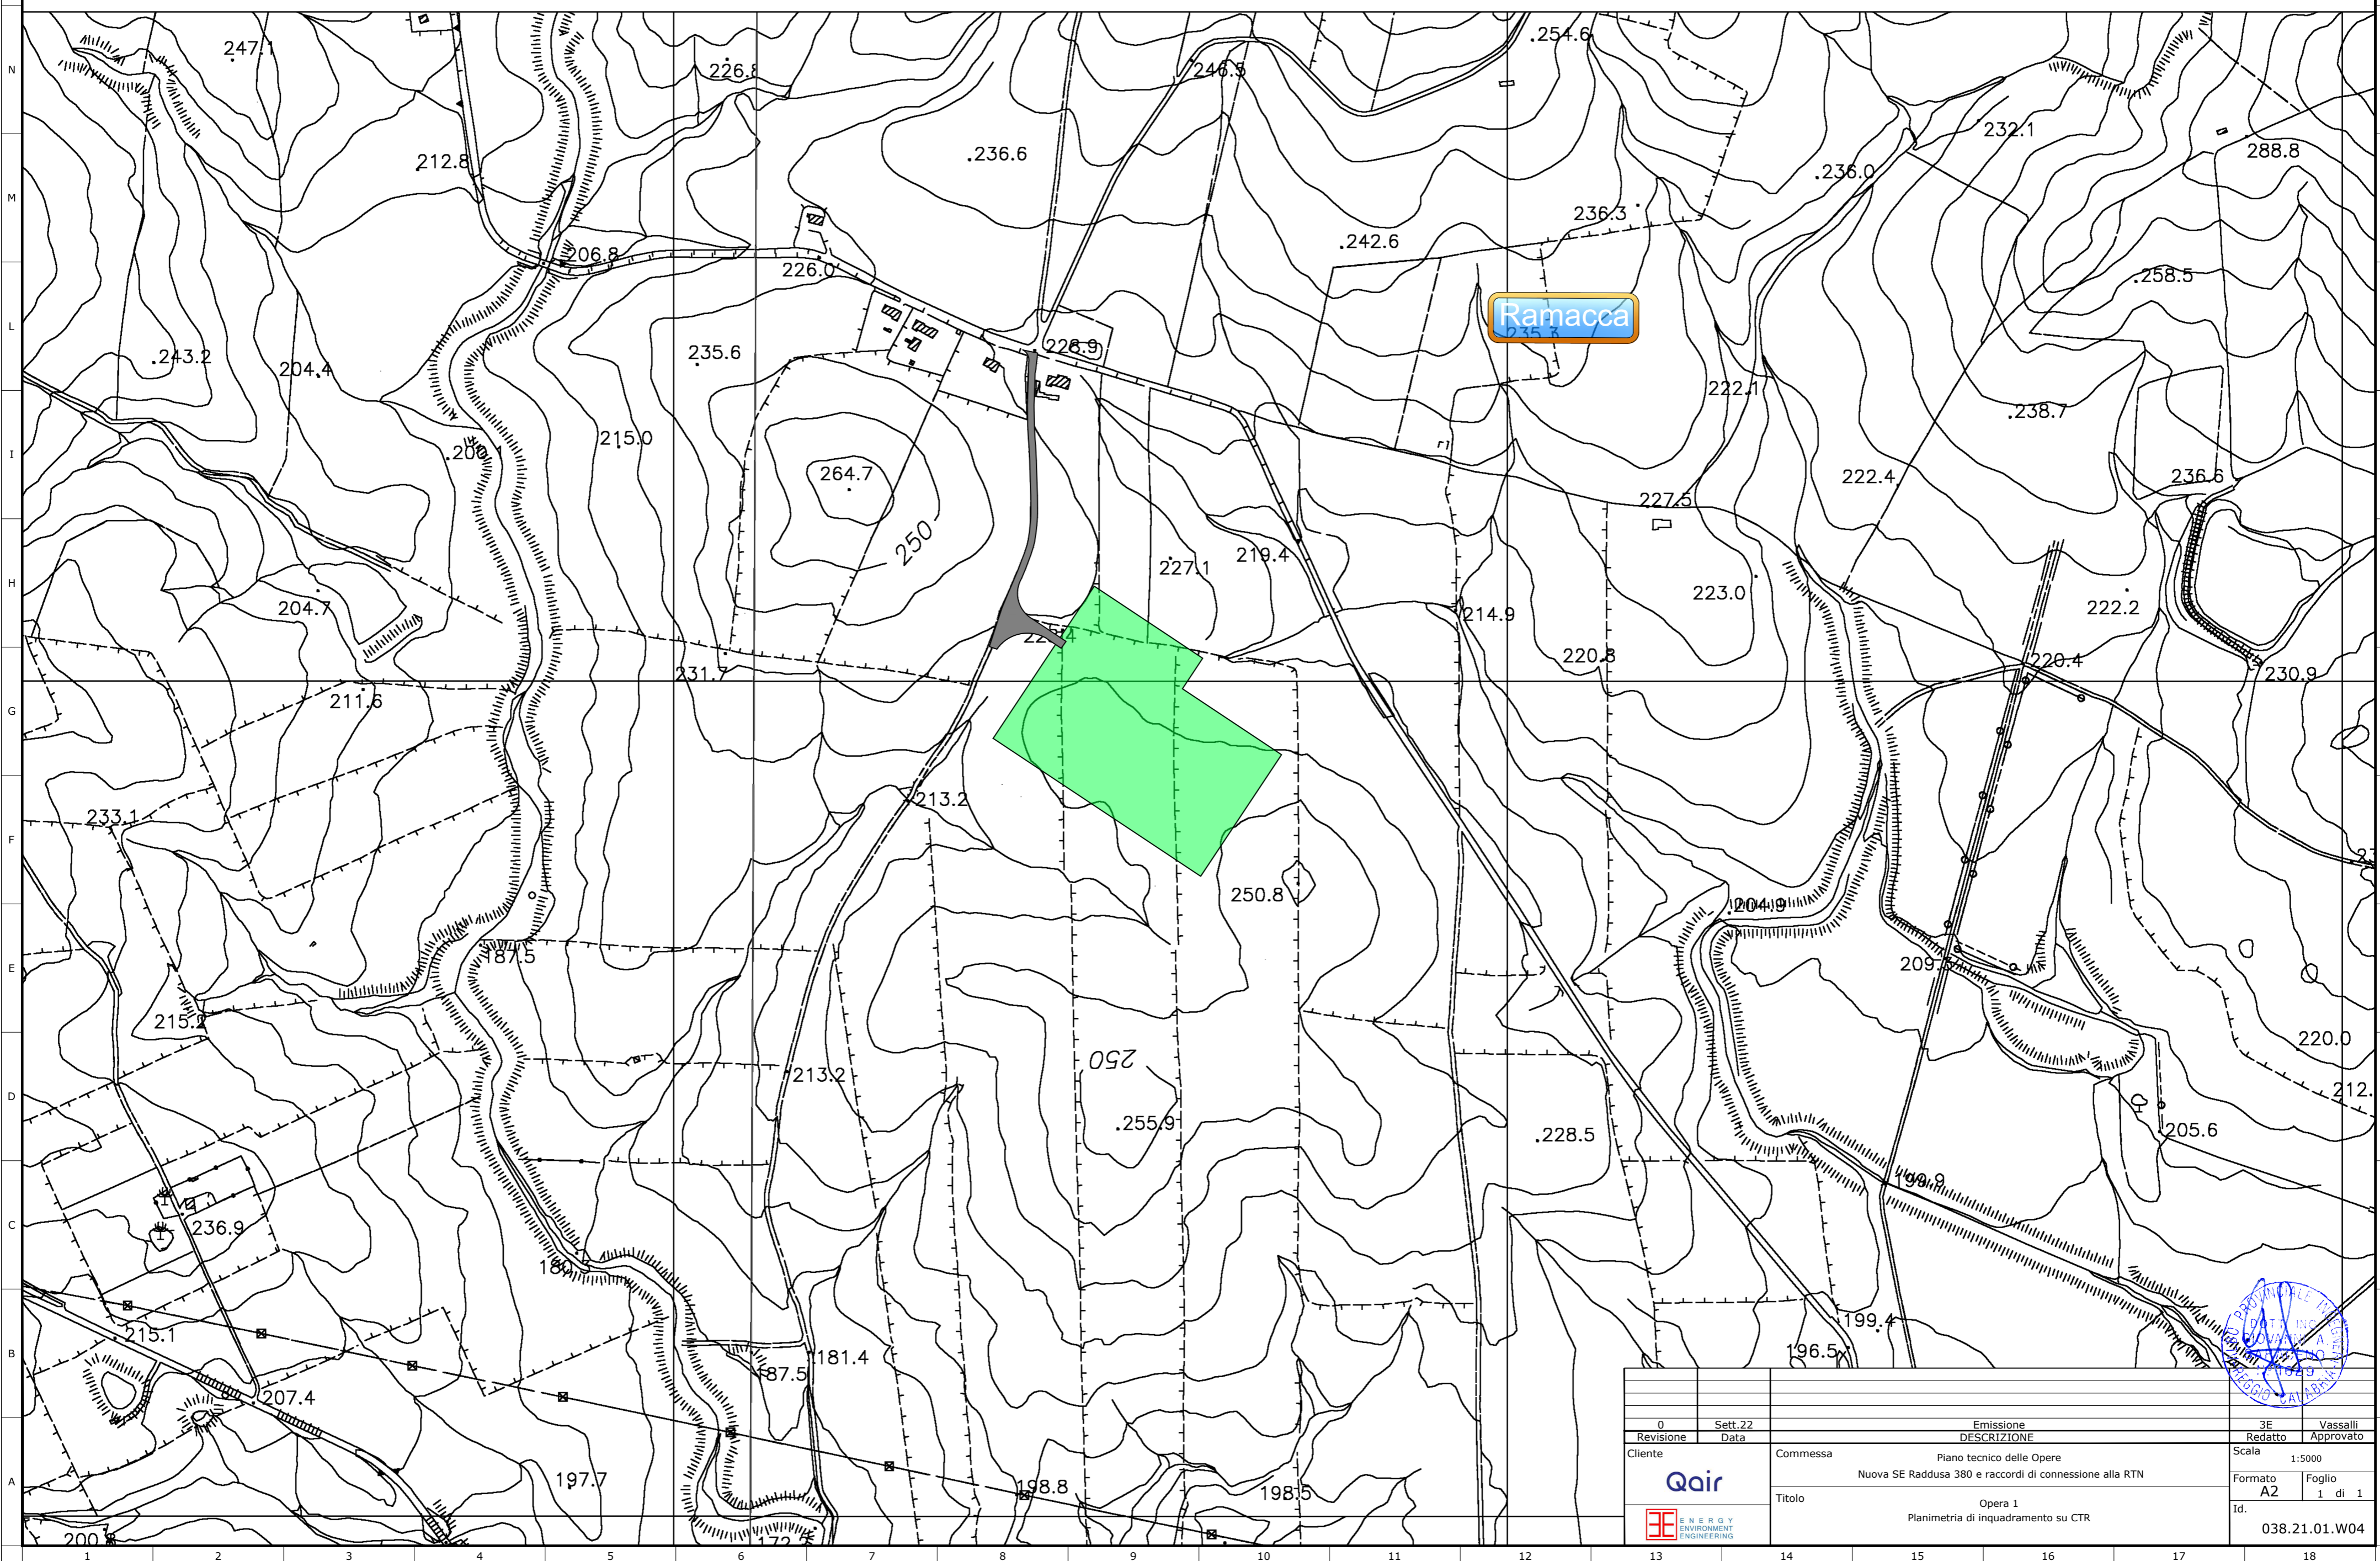 N
247.1
226.8
246.5
.254.6
232.1
M
.212.8
.236.6
.236.0
288.8
236.3
.242.6
206.8
226.0
.258.5
L
Ramacca
235.3
.243.2
204.4
235.6
228.9
222.1
.238.7
I
.200.1
215.0
264.7
222.4
236.6
227.5
250
219.4
227.1
H
204.7
223.0
222.2
214.9
220.8
231.7
220.4
230.9
211.6
G
213.2
233.1
F
250.8
.204.9
187.5
E
215.2
220.0
250
213.2
D
212.
.255.9
.228.5
205.6
199.9
C
236.9
215.1
199.4
B
181.4
187.5
196.5
207.4
197.7
198.8
198.5
A
1 2 3 4 5 6 7 8 9 10 11 12 13 14 15 16 17 18
0 Sett.22 Emissione 3E Vassalli
Revisione Data DESCRIZIONE Redatto Approvato
Cliente
Qair
ENERGY
ENVIRONMENT
ENGINEERING
Commessa
Piano tecnico delle Opere
Nuova SE Raddusa 380 e raccordi di connessione alla RTN
Titolo
Opera 1
Planimetria di inquadramento su CTR
Scala
1:5000
Formato
A2
Foglio
1 di 1
Id.
038.21.01.W04